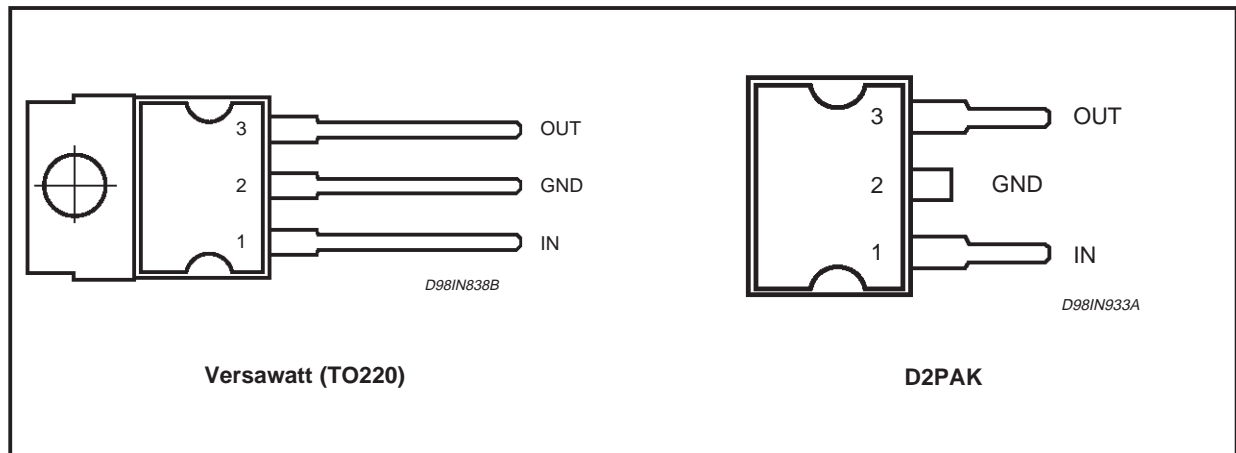 3 OUT
2 GND
1 IN
D98IN838B
Versawatt (TO220)
3 OUT
2 GND
1 IN
D98IN933A
D2PAK